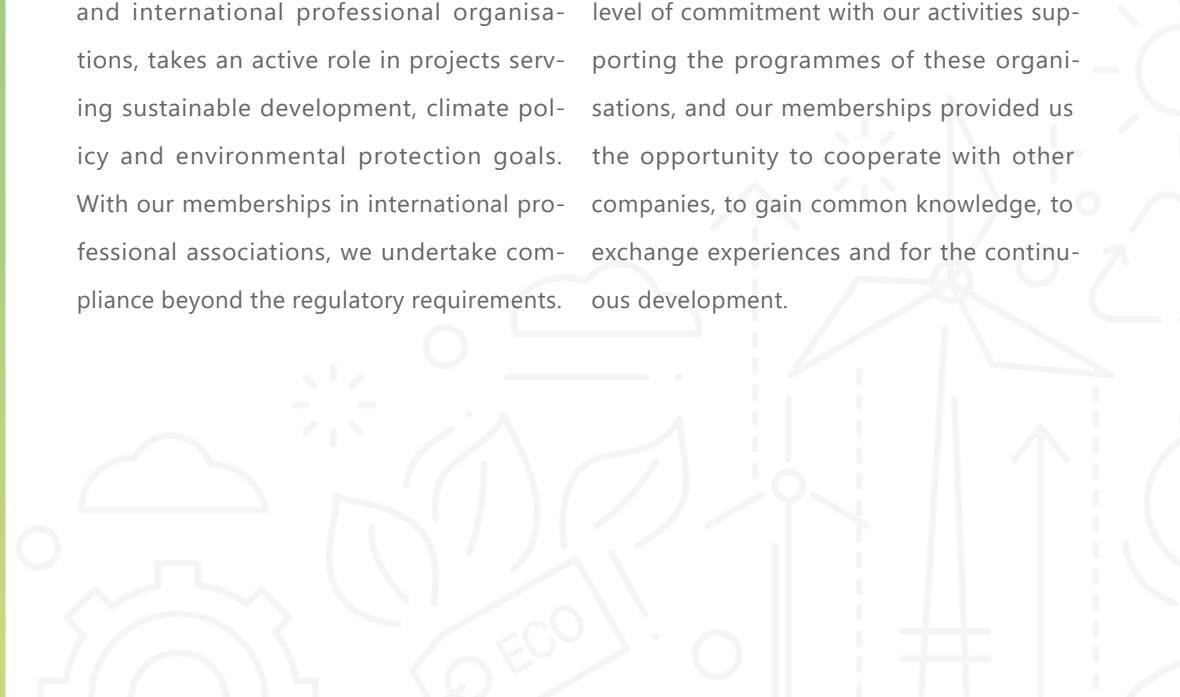 and international professional organisa-
tions, takes an active role in projects serv-
ing sustainable development, climate pol-
icy and environmental protection goals.
With our memberships in international pro-
fessional associations, we undertake com-
pliance beyond the regulatory requirements.
level of commitment with our activities sup-
porting the programmes of these organi-
sations, and our memberships provided us
the opportunity to cooperate with other
companies, to gain common knowledge, to
exchange experiences and for the continu-
ous development.
ECO